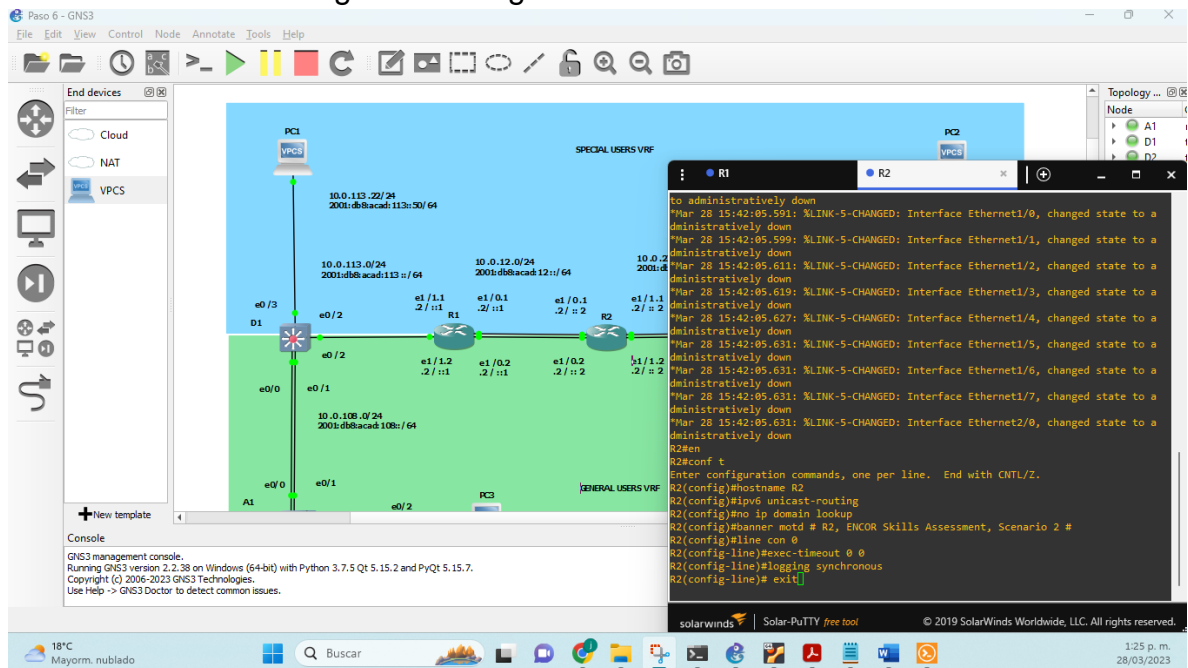 Paso 6 - GNS3
File Edit View Control Node Annotate Tools Help
End devices
Filter
Cloud
NAT
VPCS
New template
PC1
VPCS
SPECIAL USERS VRF
PC2
VPCS
10.0.113.22/24
2001:db8:acad:113::50/64
10.0.113.0/24
2001:db8:acad:113::/64
10.0.12.0/24
2001:db8:acad:12::/64
10.0.2
2001:d
e0/3
D1
e0/2
e1/1.1
.2/::1
R1
e1/0.1
.2/::1
e1/0.1
.2/::2
R2
e1/1.1
.2/::2
e0/2
e1/1.2
.2/::1
e1/0.2
.2/::1
e1/0.2
.2/::2
e1/1.2
.2/::2
e0/0
e0/1
10.0.108.0/24
2001:db8:acad:108::/64
e0/0
e0/1
A1
e0/2
PC3
GENERAL USERS VRF
Topology ...
Node
A1
D1
D2
R1
R2
to administratively down
*Mar 28 15:42:05.591: %LINK-5-CHANGED: Interface Ethernet1/0, changed state to a
dministratively down
*Mar 28 15:42:05.599: %LINK-5-CHANGED: Interface Ethernet1/1, changed state to a
dministratively down
*Mar 28 15:42:05.611: %LINK-5-CHANGED: Interface Ethernet1/2, changed state to a
dministratively down
*Mar 28 15:42:05.619: %LINK-5-CHANGED: Interface Ethernet1/3, changed state to a
dministratively down
*Mar 28 15:42:05.627: %LINK-5-CHANGED: Interface Ethernet1/4, changed state to a
dministratively down
*Mar 28 15:42:05.631: %LINK-5-CHANGED: Interface Ethernet1/5, changed state to a
dministratively down
*Mar 28 15:42:05.631: %LINK-5-CHANGED: Interface Ethernet1/6, changed state to a
dministratively down
*Mar 28 15:42:05.631: %LINK-5-CHANGED: Interface Ethernet1/7, changed state to a
dministratively down
*Mar 28 15:42:05.631: %LINK-5-CHANGED: Interface Ethernet2/0, changed state to a
dministratively down
R2#en
R2#conf t
Enter configuration commands, one per line. End with CNTL/Z.
R2(config)#hostname R2
R2(config)#ipv6 unicast-routing
R2(config)#no ip domain lookup
R2(config)#banner motd # R2, ENCOR Skills Assessment, Scenario 2 #
R2(config)#line con 0
R2(config-line)#exec-timeout 0 0
R2(config-line)#logging synchronous
R2(config-line)# exit
solarwinds Solar-PuTTY free tool © 2019 SolarWinds Worldwide, LLC. All rights reserved.
Console
GNS3 management console.
Running GNS3 version 2.2.38 on Windows (64-bit) with Python 3.7.5 Qt 5.15.2 and PyQt 5.15.7.
Copyright (c) 2006-2023 GNS3 Technologies.
Use Help -> GNS3 Doctor to detect common issues.
18°C
Mayorm. nublado
Buscar
1:25 p. m.
28/03/2023